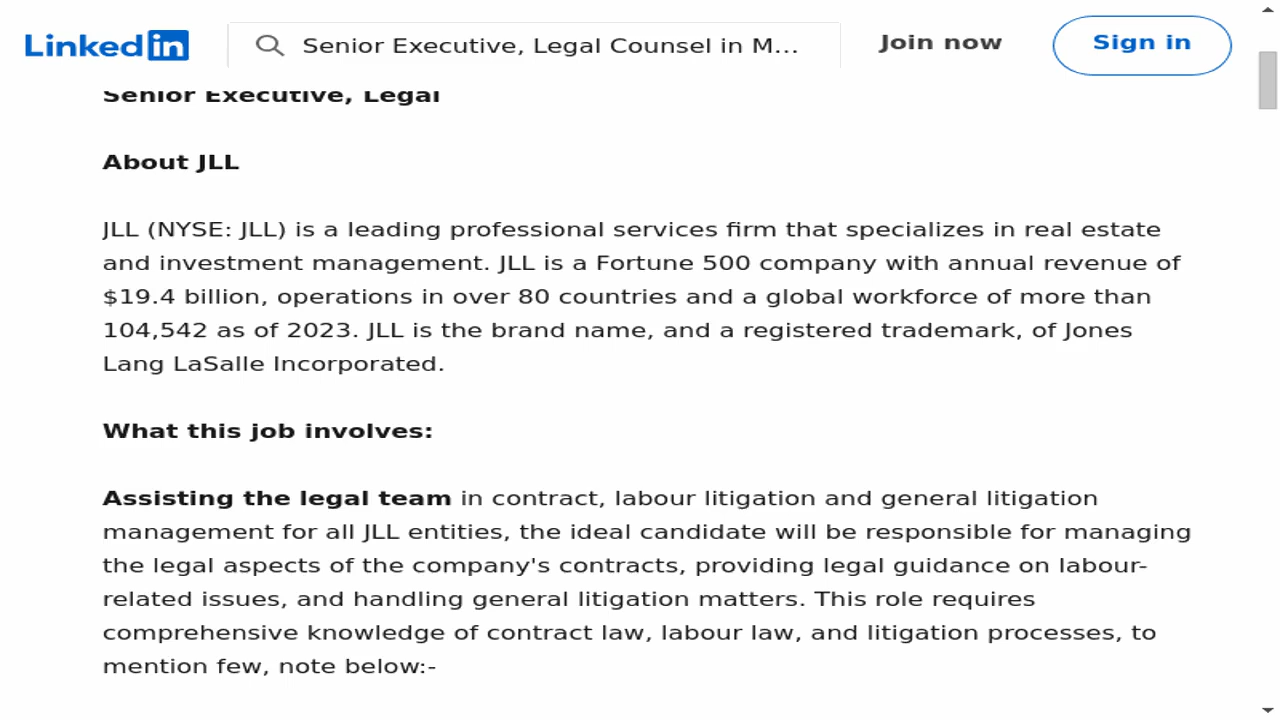 LinkedIn
Senior Executive, Legal Counsel in M...
Join now
Sign in
Senior Executive, Legal
About JLL
JLL (NYSE: JLL) is a leading professional services firm that specializes in real estate
and investment management. JLL is a Fortune 500 company with annual revenue of
$19.4 billion, operations in over 80 countries and a global workforce of more than
104,542 as of 2023. JLL is the brand name, and a registered trademark, of Jones
Lang LaSalle Incorporated.
What this job involves:
Assisting the legal team in contract, labour litigation and general litigation
management for all JLL entities, the ideal candidate will be responsible for managing
the legal aspects of the company's contracts, providing legal guidance on labour-
related issues, and handling general litigation matters. This role requires
comprehensive knowledge of contract law, labour law, and litigation processes, to
mention few, note below:-